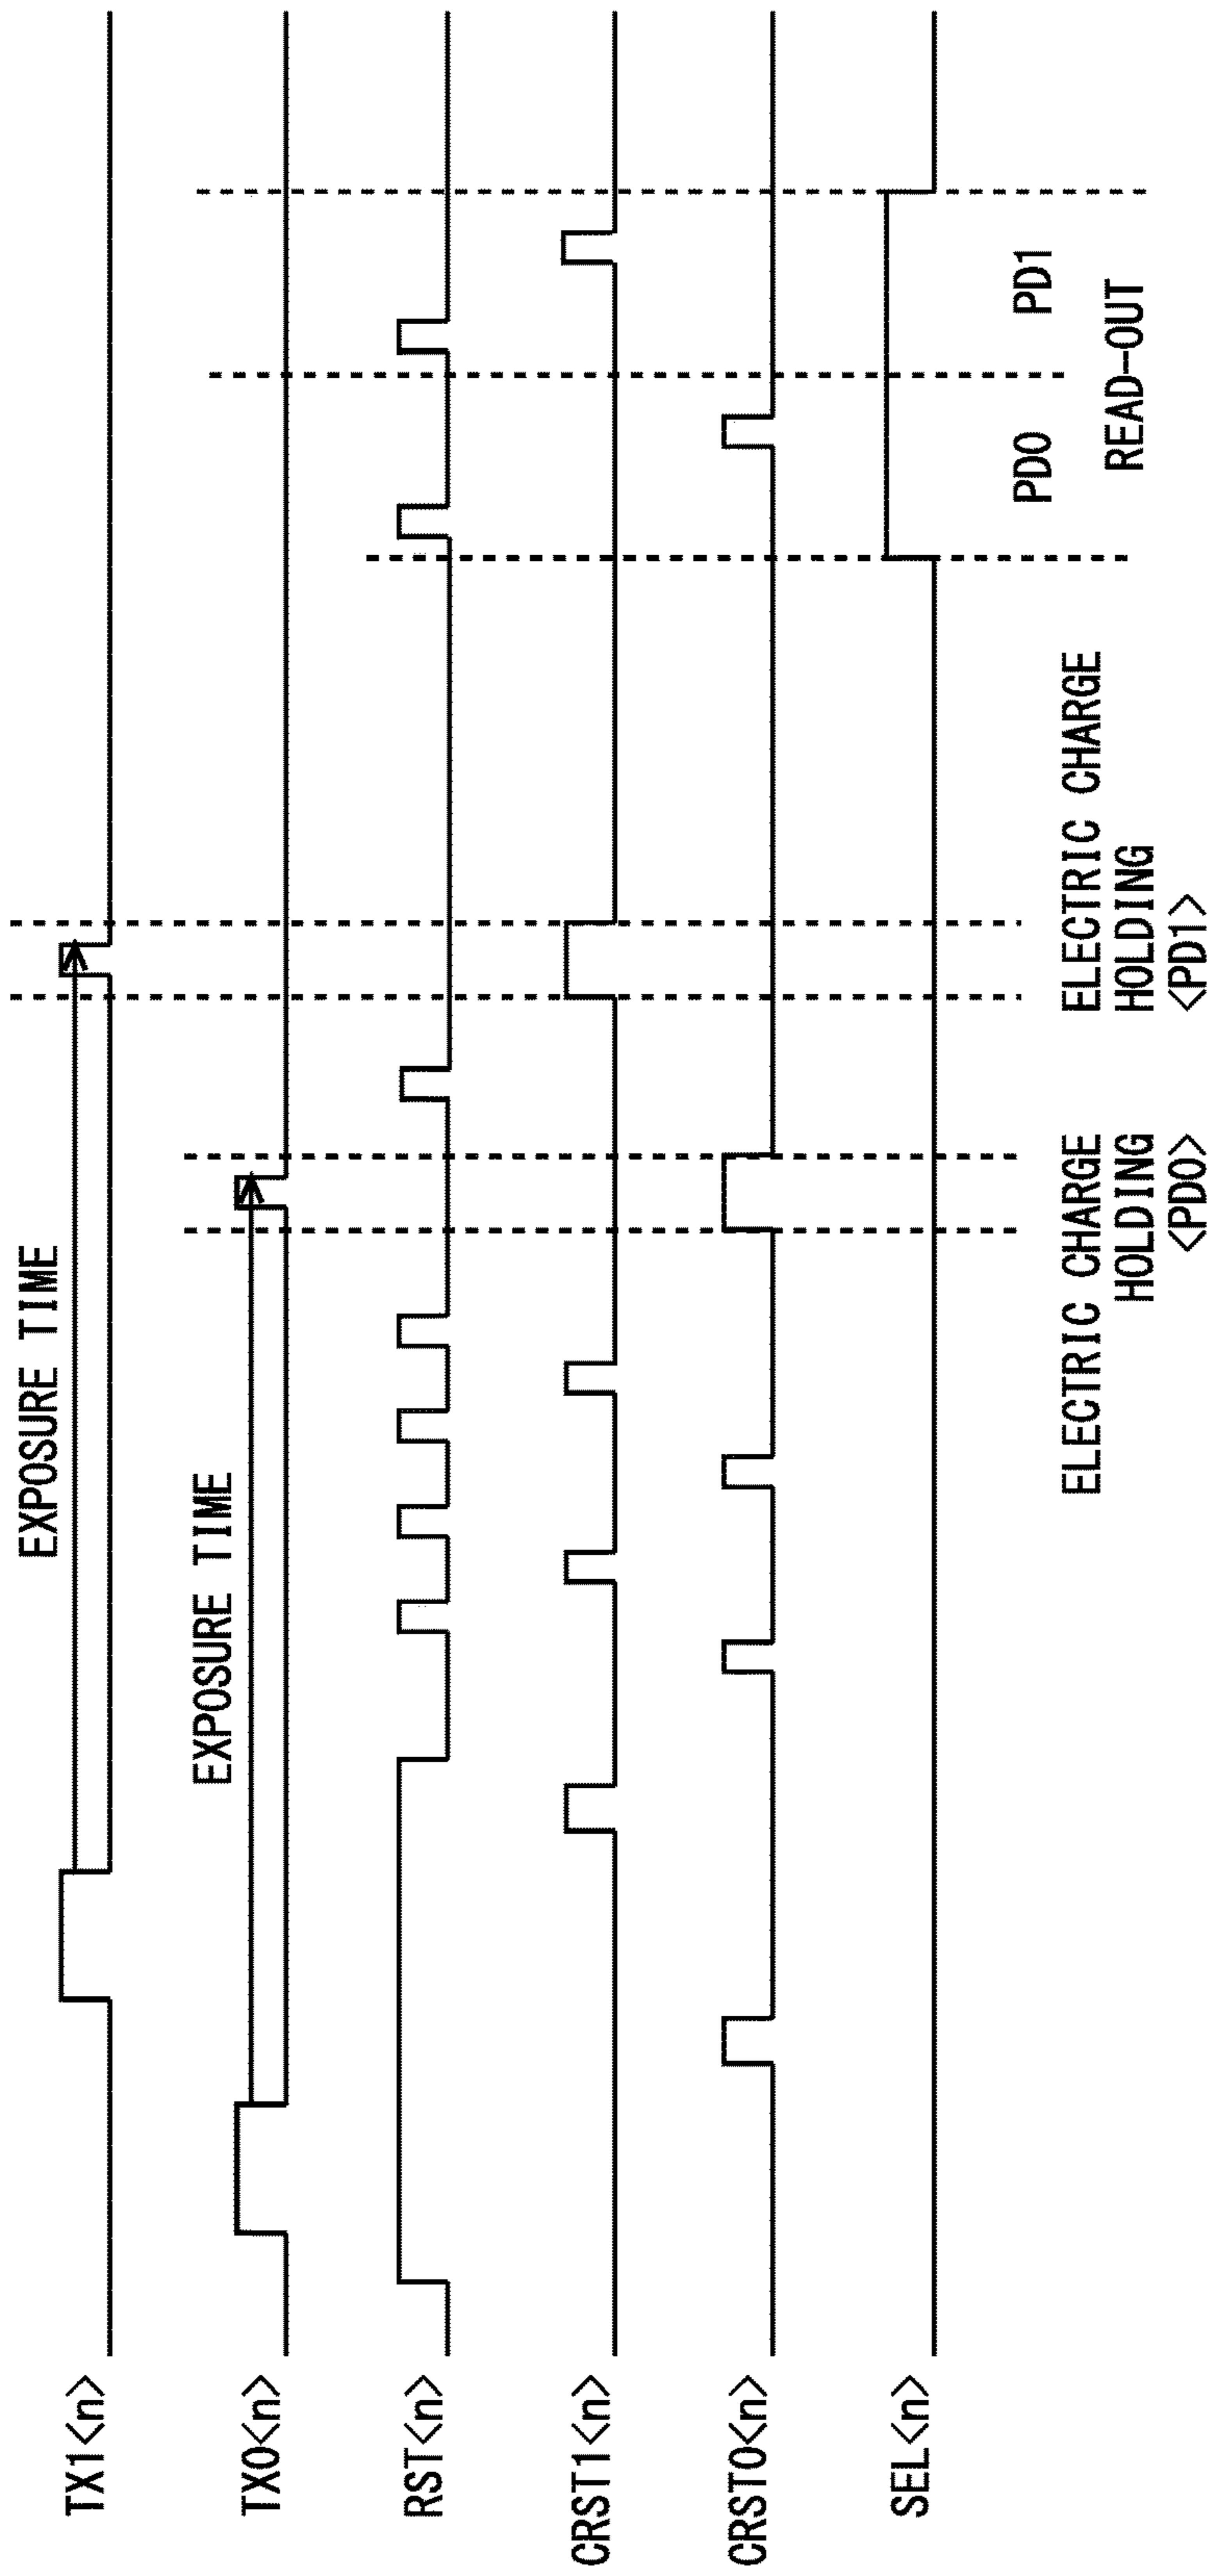 EXPOSURE TIME
TX1<n>
EXPOSURE TIME
TX0<n>
RST<n>
CRST1<n>
CRST0<n>
SEL<n>
PD0
PD1
READ-OUT
ELECTRIC CHARGE
HOLDING
<PD0>
ELECTRIC CHARGE
HOLDING
<PD1>